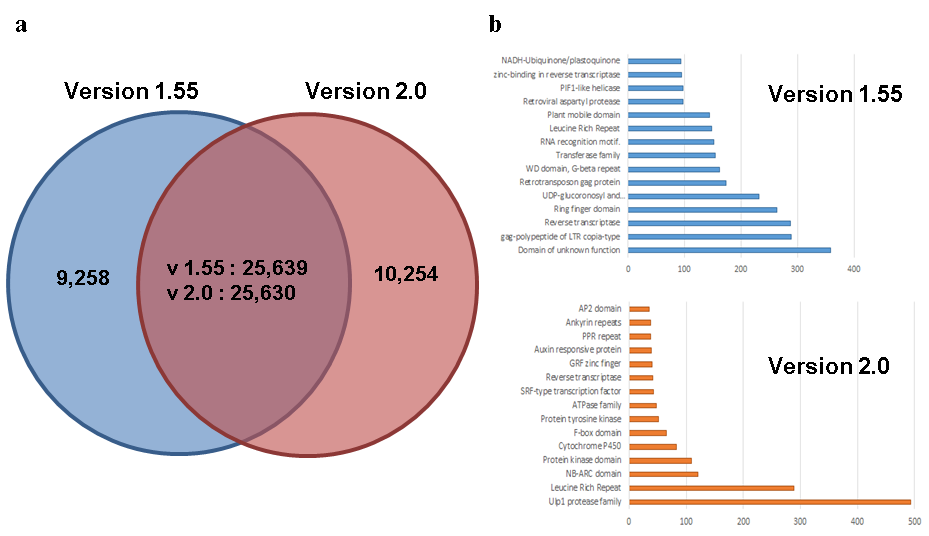 a
Version 1.55
Version 2.0
9,258
v 1.55 : 25,639
v 2.0 : 25,630
10,254
b
Version 1.55
NADH-Ubiquinone/plastoquinone
zinc-binding in reverse transcriptase
PIF1-like helicase
Retroviral aspartyl protease
Plant mobile domain
Leucine Rich Repeat
RNA recognition motif.
Transferase family
WD domain, G-beta repeat
Retrotransposon gag protein
UDP-glucoronosyl and...
Ring finger domain
Reverse transcriptase
gag-polypeptide of LTR copia-type
Domain of unknown function
0 100 200 300 400
Version 2.0
AP2 domain
Ankyrin repeats
PPR repeat
Auxin responsive protein
GRF zinc finger
Reverse transcriptase
SRF-type transcription factor
ATPase family
Protein tyrosine kinase
F-box domain
Cytochrome P450
Protein kinase domain
NB-ARC domain
Leucine Rich Repeat
Ulp1 protease family
0 100 200 300 400 500